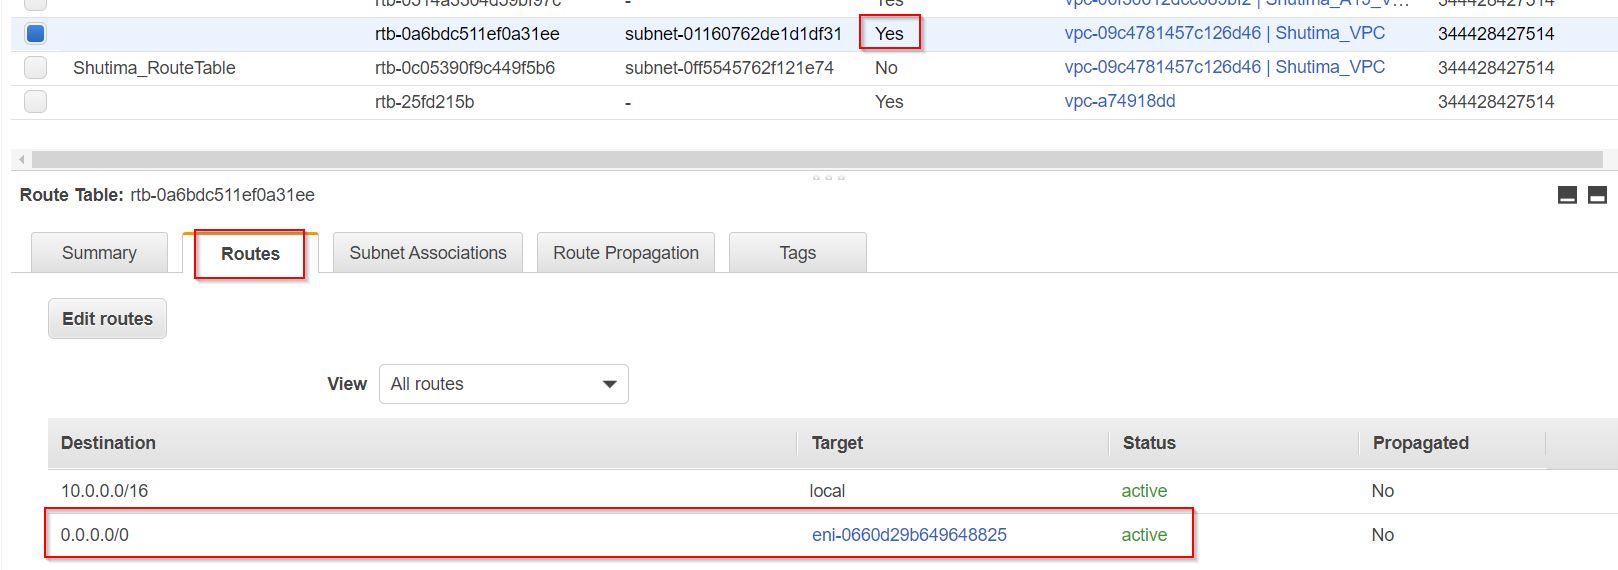 Yes
rtb-0a6bdc511ef0a31ee subnet-01160762de1d1df31 Yes vpc-09c4781457c126d46 | Shutima_VPC 344428427514
Shutima_RouteTable rtb-0c05390f9c449f5b6 subnet-0ff5545762f121e74 No vpc-09c4781457c126d46 | Shutima_VPC 344428427514
rtb-25fd215b - Yes vpc-a74918dd 344428427514
Route Table: rtb-0a6bdc511ef0a31ee
Summary Routes Subnet Associations Route Propagation Tags
Edit routes
View All routes
Destination Target Status Propagated
10.0.0.0/16 local active No
0.0.0.0/0 eni-0660d29b649648825 active No